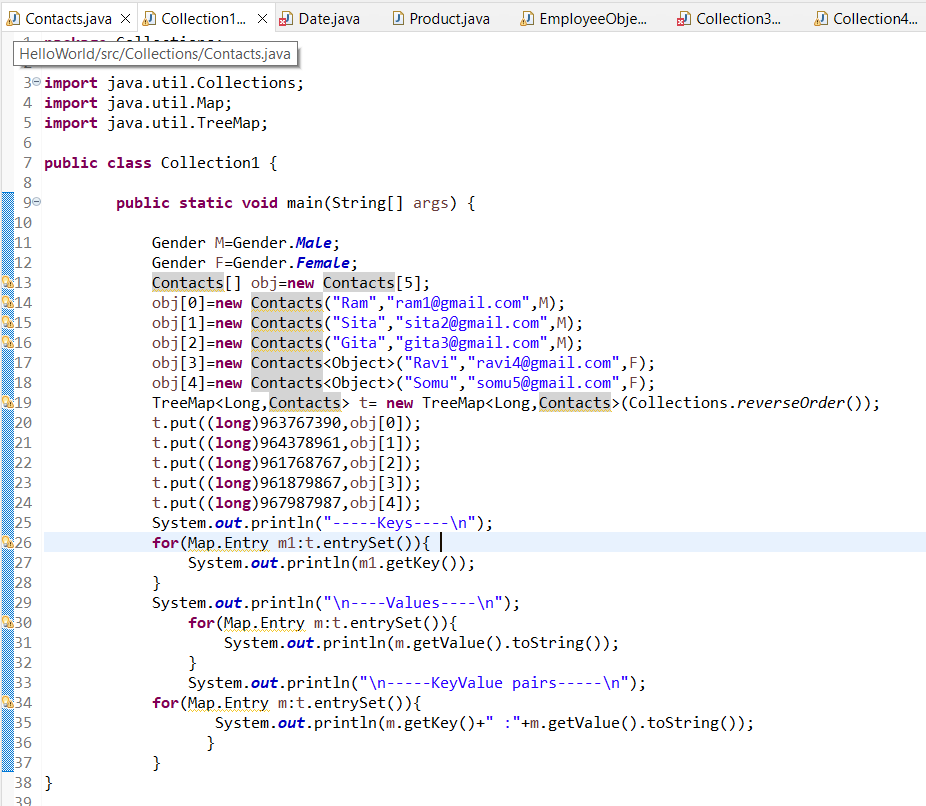 Contacts.java
Collection1...
Date.java
Product.java
EmployeeObje...
Collection3...
Collection4...
HelloWorld/src/Collections/Contacts.java
3 import java.util.Collections;
4 import java.util.Map;
5 import java.util.TreeMap;
6
7 public class Collection1 {
8
9 public static void main(String[] args) {
10
11 Gender M=Gender.Male;
12 Gender F=Gender.Female;
13 Contacts[] obj=new Contacts[5];
14 obj[0]=new Contacts("Ram","ram1@gmail.com",M);
15 obj[1]=new Contacts("Sita","sita2@gmail.com",M);
16 obj[2]=new Contacts("Gita","gita3@gmail.com",M);
17 obj[3]=new Contacts<Object>("Ravi","ravi4@gmail.com",F);
18 obj[4]=new Contacts<Object>("Somu","somu5@gmail.com",F);
19 TreeMap<Long,Contacts> t= new TreeMap<Long,Contacts>(Collections.reverseOrder());
20 t.put((long)963767390,obj[0]);
21 t.put((long)964378961,obj[1]);
22 t.put((long)961768767,obj[2]);
23 t.put((long)961879867,obj[3]);
24 t.put((long)967987987,obj[4]);
25 System.out.println("-----Keys----\n");
26 for(Map.Entry m1:t.entrySet()){
27 System.out.println(m1.getKey());
28 }
29 System.out.println("\n----Values----\n");
30 for(Map.Entry m:t.entrySet()){
31 System.out.println(m.getValue().toString());
32 }
33 System.out.println("\n-----KeyValue pairs-----\n");
34 for(Map.Entry m:t.entrySet()){
35 System.out.println(m.getKey()+" :"+m.getValue().toString());
36 }
37 }
38 }
39